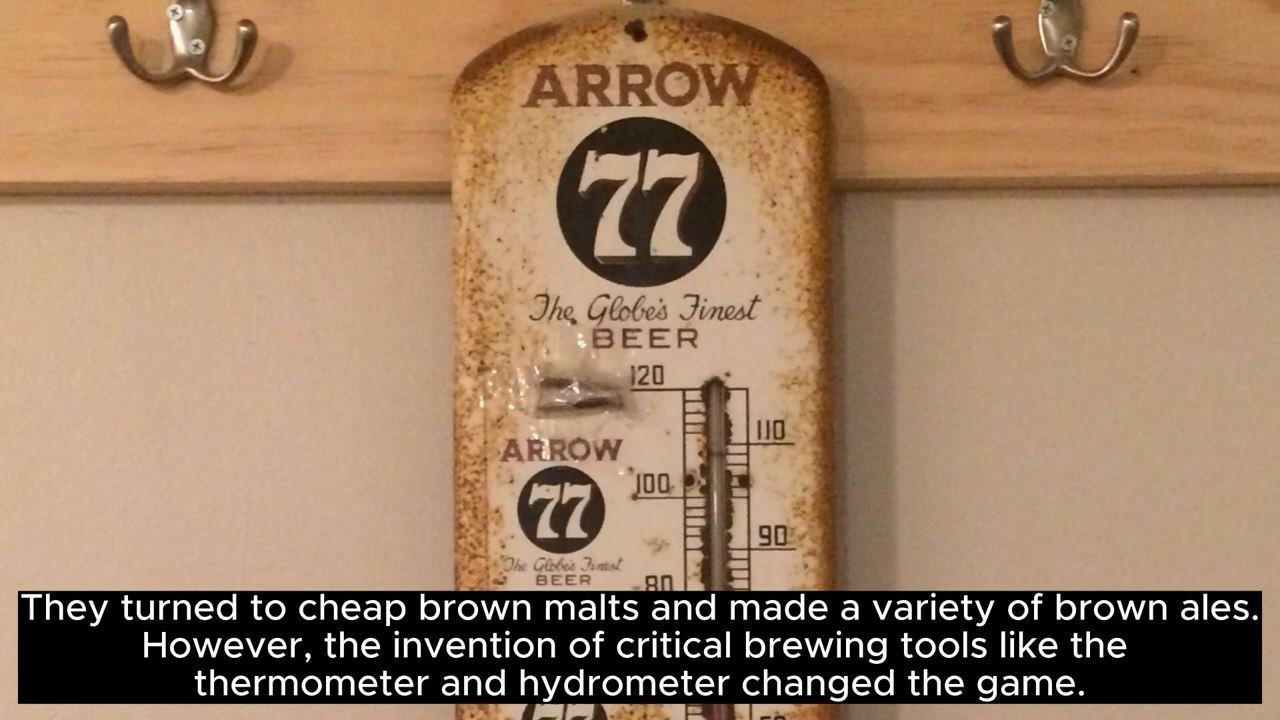 ARROW
77
The Globe's Finest
BEER
120
110
ARROW
77
100
90
The Globe's Finest
BEER
80
They turned to cheap brown malts and made a variety of brown ales.
However, the invention of critical brewing tools like the
thermometer and hydrometer changed the game.
77